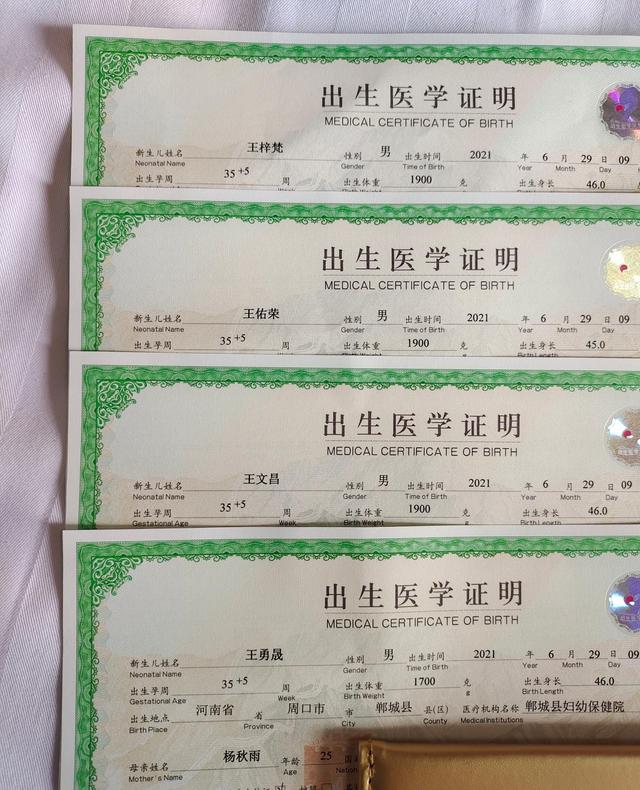 出生医学证明
MEDICAL CERTIFICATE OF BIRTH
新生儿姓名 王梓梵 性别 男 出生时间 2021 年 6 月 29 日 09
Neonatal Name Gender Time of Birth Year Month Day
出生孕周 35+5 周 出生体重 1900 克 出生身长 46.0
出生医学证明
MEDICAL CERTIFICATE OF BIRTH
新生儿姓名 王佑荣 性别 男 出生时间 2021 年 6 月 29 日 09
Neonatal Name Gender Time of Birth Year Month Day
出生孕周 35+5 周 出生体重 1900 克 出生身长 45.0
出生医学证明
MEDICAL CERTIFICATE OF BIRTH
新生儿姓名 王文昌 性别 男 出生时间 2021 年 6 月 29 日 09
Neonatal Name Gender Time of Birth Year Month Day
出生孕周 35+5 周 出生体重 1900 克 出生身长 46.0
Gestational Age Week Birth Weight g Birth Length
出生医学证明
MEDICAL CERTIFICATE OF BIRTH
新生儿姓名 王勇晟 性别 男 出生时间 2021 年 6 月 29 日 09
Neonatal Name Gender Time of Birth Year Month Day
出生孕周 35+5 周 出生体重 1700 克 出生身长 46.0
Gestational Age Week Birth Weight g Birth Length
出生地点 河南省 省 周口市 市 郸城县 县(区) 医疗机构名称 郸城县妇幼保健院
Birth Place Province City County Medical Institutions
母亲姓名 杨秋雨 年龄 25 国
Mother's Name Age Nation